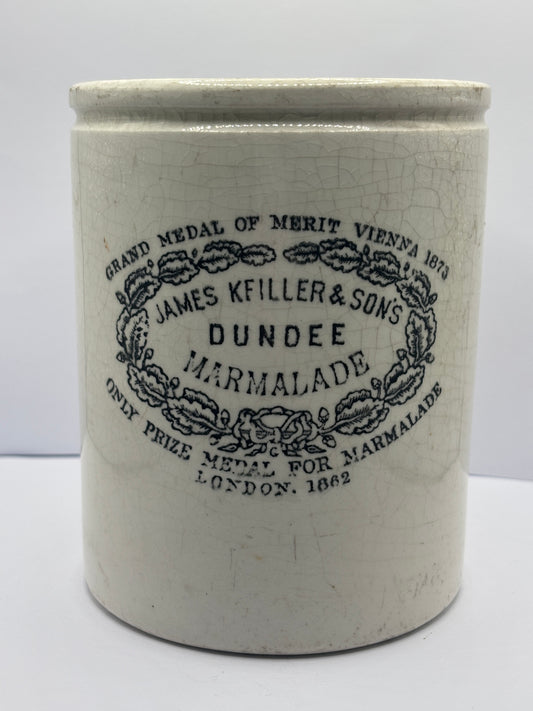 GRAND MEDAL OF MERIT VIENNA 1873
JAMES KEILLER & SON'S
DUNDEE
MARMALADE
ONLY PRIZE MEDAL FOR MARMALADE
LONDON. 1862